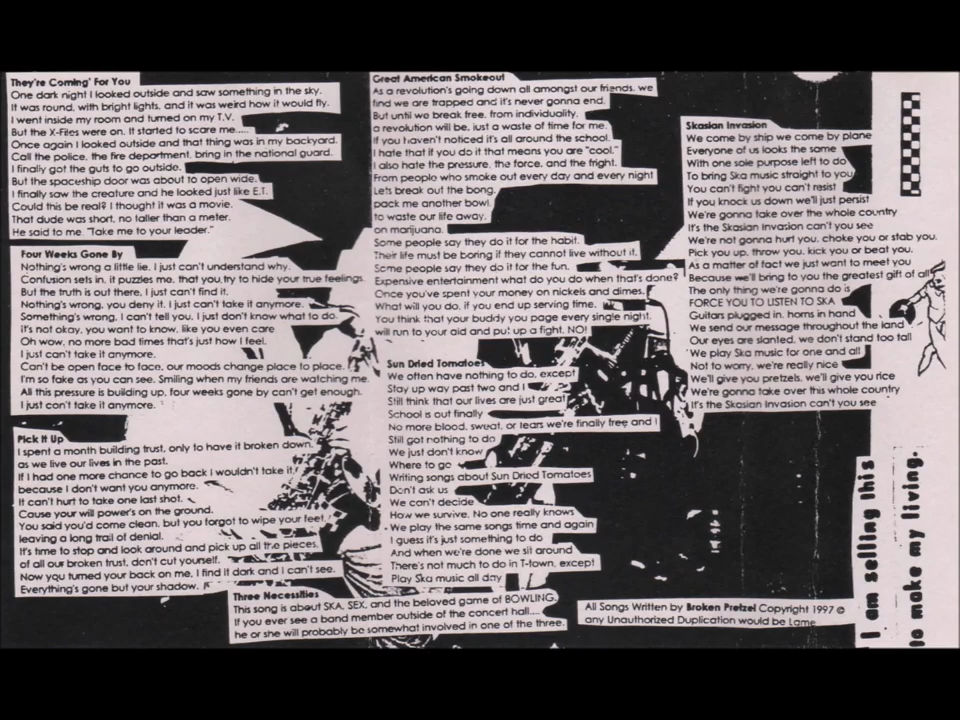 They're Coming' For You
One dark night I looked outside and saw something in the sky.
It was round, with bright lights, and it was weird how it would fly.
I went inside my room and turned on my T.V.
But the X-Files were on. It started to scare me.....
Once again I looked outside and that thing was in my backyard.
Call the police, the fire department, bring in the national guard.
I finally got the guts to go outside.
But the spaceship door was about to open wide.
I finally saw the creature and he looked just like E.T.
Could this be real? I thought it was a movie.
That dude was short, no taller than a meter.
He said to me, "Take me to your leader."
Four Weeks Gone By
Nothing's wrong a little lie, I just can't understand why.
Confusion sets in, it puzzles me, that you try to hide your true feelings.
But the truth is out there, I just can't find it.
Nothing's wrong, you deny it, I just can't take it anymore.
Something's wrong, I can't tell you, I just don't know what to do.
it's not okay, you want to know, like you even care
Oh wow, no more bad times that's just how I feel.
I just can't take it anymore.
Can't be open face to face, our moods change place to place.
I'm so fake as you can see. Smiling when my friends are watching me.
All this pressure is building up, four weeks gone by can't get enough.
I just can't take it anymore.
Pick It Up
I spent a month building trust, only to have it broken down,
as we live our lives in the past.
If I had one more chance to go back I wouldn't take it,
because I don't want you anymore.
It can't hurt to take one last shot.
Cause your will power's on the ground.
You said you'd come clean, but you forgot to wipe your feet,
leaving a long trail of denial.
It's time to stop and look around and pick up all the pieces,
of all our broken trust, don't cut yourself.
Now you turned your back on me, I find it dark and I can't see.
Everything's gone but your shadow.
Three Necessities
This song is about SKA, SEX, and the beloved game of BOWLING.
If you ever see a band member outside of the concert hall....
he or she will probably be somewhat involved in one of the three.
Great American Smokeout
As a revolution's going down all amongst our friends, we
find we are trapped and it's never gonna end.
But until we break free, from individuality,
a revolution will be, just a waste of time for me.
If you haven't noticed it's all around the school.
I hate that if you do it that means you are "cool."
I also hate the pressure, the force, and the fright.
From people who smoke out every day and every night
Lets break out the bong,
pack me another bowl,
to waste our life away,
on marijuana.
Some people say they do it for the habit.
Their life must be boring if they cannot live without it.
Some people say they do it for the fun.
Expensive entertainment what do you do when that's done?
Once you've spent your money on nickels and dimes.
What will you do, if you end up serving time.
You think that your buddy you page every single night,
will run to your aid and put up a fight, NO!
Sun Dried Tomatoes
We often have nothing to do, except
Stay up way past two and I
Still think that our lives are just great
School is out finally
No more blood, sweat, or tears we're finally free and I
Still got nothing to do
We just don't know
Where to go
Writing songs about Sun Dried Tomatoes
Don't ask us
We can't decide
How we survive, No one really knows
We play the same songs time and again
I guess it's just something to do
And when we're done we sit around
There's not much to do in T-town, except
Play Ska music all day
Skasian Invasion
We come by ship we come by plane
Everyone of us looks the same
With one sole purpose left to do
To bring Ska music straight to you
You can't fight you can't resist
If you knock us down we'll just persist
We're gonna take over the whole country
It's the Skasian Invasion can't you see
We're not gonna hurt you, choke you or stab you,
Pick you up, throw you, kick you or beat you,
As a matter of fact we just want to meet you
Because we'll bring to you the greatest gift of all
The only thing we're gonna do is
FORCE YOU TO LISTEN TO SKA
Guitars plugged in, horns in hand
We send our message throughout the land
Our eyes are slanted, we don't stand too tall
We play Ska music for one and all
Not to worry, we're really nice
We'll give you pretzels, we'll give you rice
We're gonna take over this whole country
It's the Skasian Invasion can't you see
All Songs Written by Broken Pretzel Copyright 1997 ©
any Unauthorized Duplication would be Lame
I am selling this
to make my living.